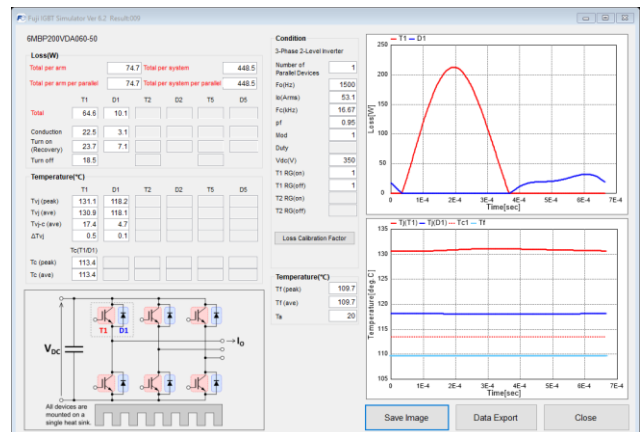 Fuji IGBT Simulator Ver 6.2 Result:009
6MBP200VDA060-50
Loss(W)
Total per arm 74.7 Total per system 448.5
Total per arm per parallel 74.7 Total per system per parallel 448.5
T1 D1 T2 D2 T5 D5
Total 64.6 10.1
Conduction 22.5 3.1
Turn on
(Recovery) 23.7 7.1
Turn off 18.5
Temperature(℃)
T1 D1 T2 D2 T5 D5
Tvj (peak) 131.1 118.2
Tvj (ave) 130.9 118.1
Tvj-c (ave) 17.4 4.7
ΔTvj 0.5 0.1
Tc(T1/D1)
Tc (peak) 113.4
Tc (ave) 113.4
T1 D1
VDC
IO
All devices are
mounted on a
single heat sink.
Condition
3-Phase 2-Level Inverter
Number of
Parallel Devices 1
Fo(Hz) 1500
Io(Arms) 53.1
Fc(kHz) 16.67
pf 0.95
Mod 1
Duty
Vdc(V) 350
T1 RG(on) 1
T1 RG(off) 1
T2 RG(on)
T2 RG(off)
Loss Calibration
Factor
Temperature(℃)
Tf (peak) 109.7
Tf (ave) 109.7
Ta 20
T1 D1
Loss[W]
250
200
150
100
50
0
0 1E-4 2E-4 3E-4 4E-4 5E-4 6E-4 7E-4
Time[sec]
Tj(T1) Tj(D1) Tc1 Tf
Temperature[deg.C]
135
130
125
120
115
110
105
0 1E-4 2E-4 3E-4 4E-4 5E-4 6E-4 7E-4
Time[sec]
Save Image Data Export Close